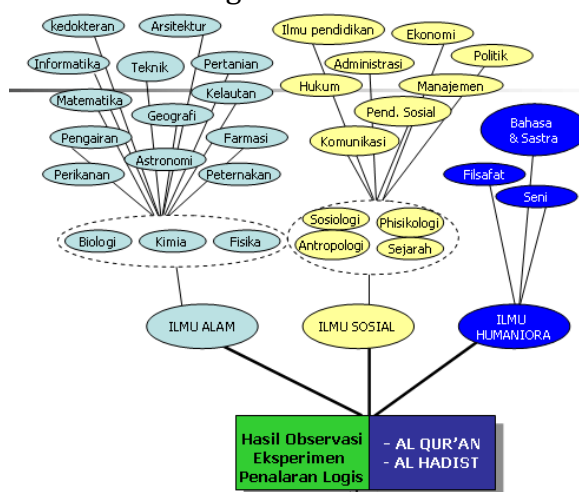 kedokteran
Arsitektur
Informatika
Teknik
Pertanian
Matematika
Kelautan
Geografi
Pengairan
Farmasi
Astronomi
Perikanan
Peternakan
Biologi
Kimia
Fisika
ILMU ALAM
Ilmu pendidikan
Ekonomi
Administrasi
Politik
Hukum
Manajemen
Pend. Sosial
Komunikasi
Sosiologi
Phisikologi
Antropologi
Sejarah
ILMU SOSIAL
Bahasa
& Sastra
Filsafat
Seni
ILMU
HUMANIORA
Hasil Observasi
Eksperimen
Penalaran Logis
- AL QUR'AN
- AL HADIST